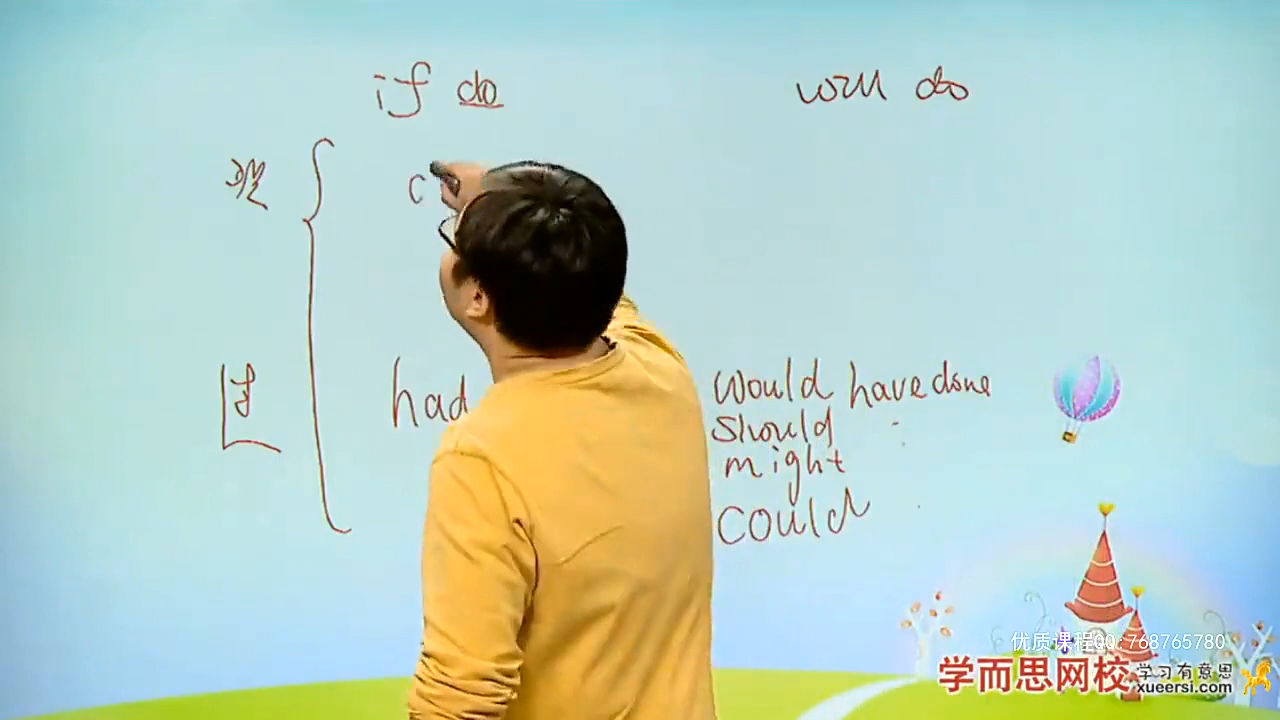 if do will do
现
过 had would have done
should
might
could
优质课程QQ:768765780
学而思网校 学习有意思
xueersi.com